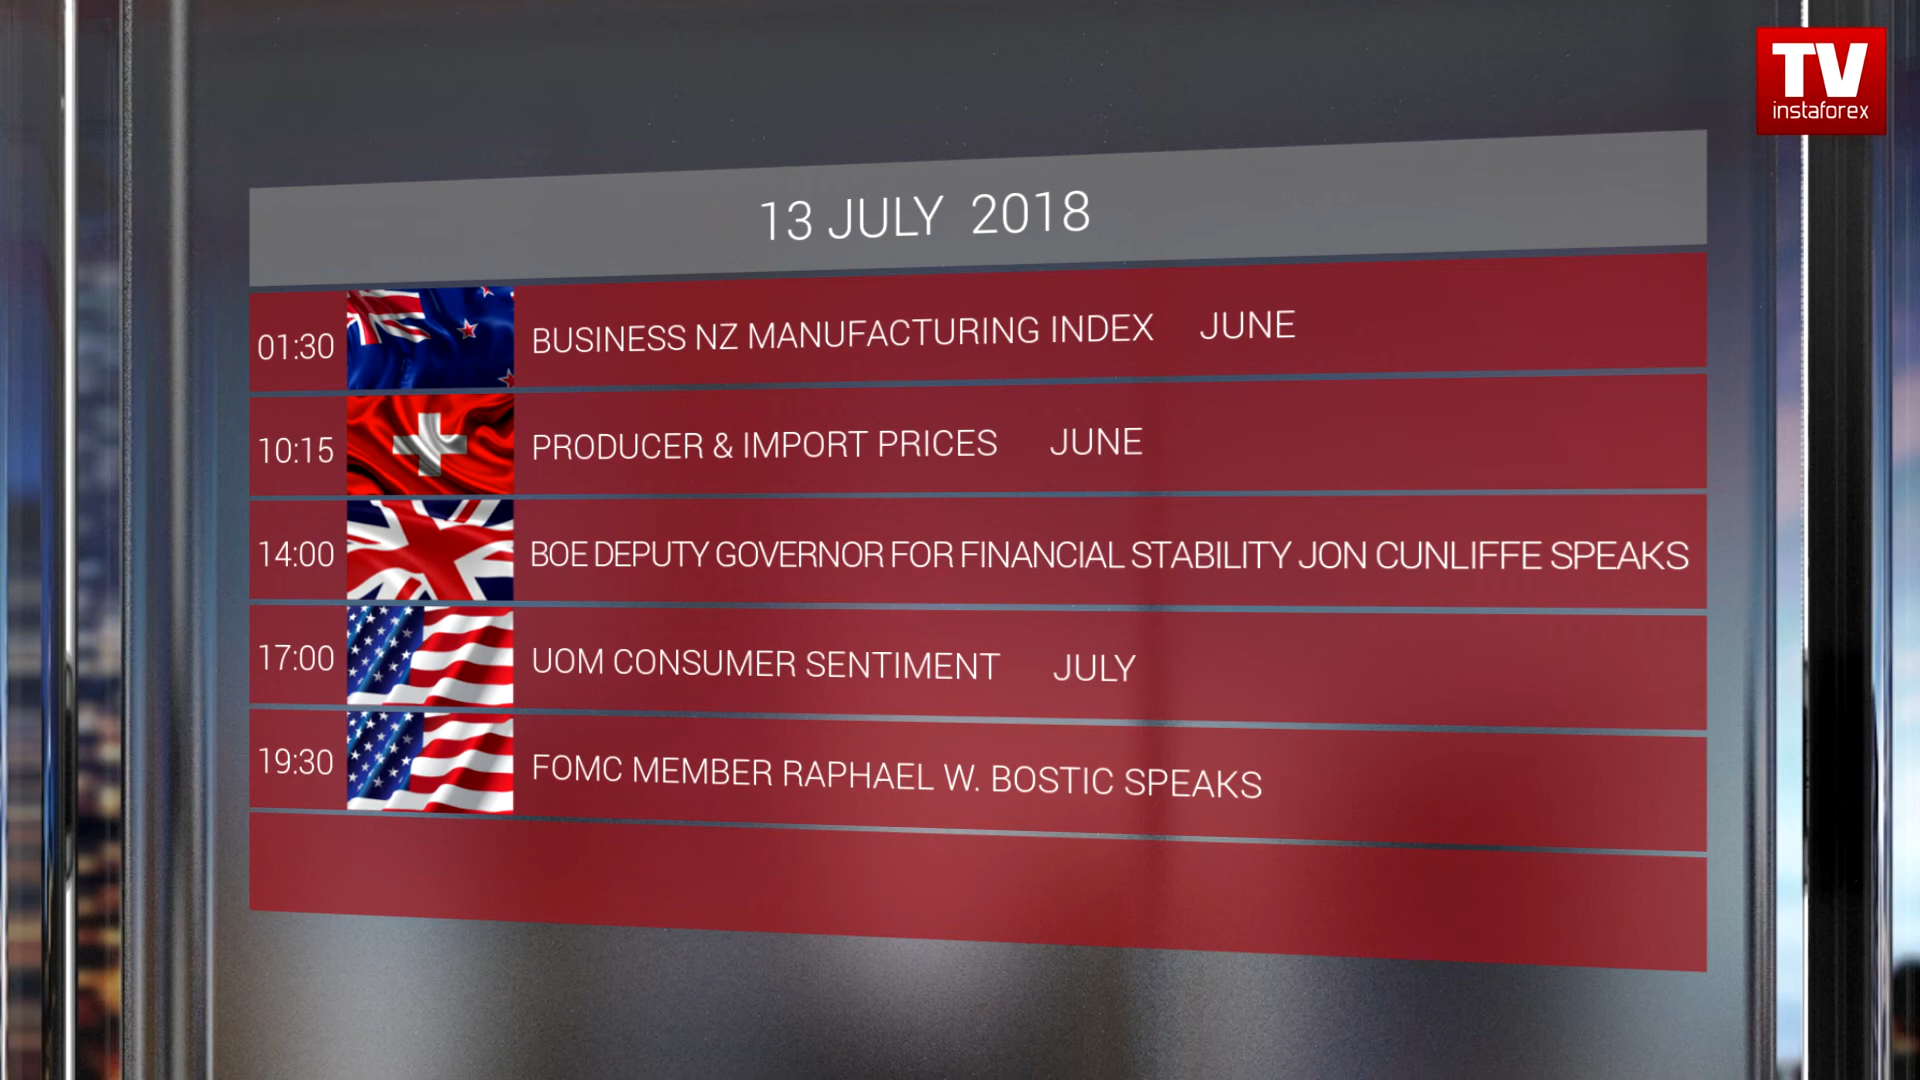 TV
instaforex
13 JULY 2018
01:30 BUSINESS NZ MANUFACTURING INDEX JUNE
10:15 PRODUCER & IMPORT PRICES JUNE
14:00 BOE DEPUTY GOVERNOR FOR FINANCIAL STABILITY JON CUNLIFFE SPEAKS
17:00 UOM CONSUMER SENTIMENT JULY
19:30 FOMC MEMBER RAPHAEL W. BOSTIC SPEAKS